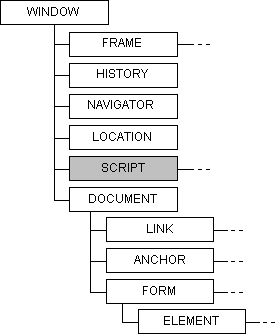 WINDOW
FRAME
HISTORY
NAVIGATOR
LOCATION
SCRIPT
DOCUMENT
LINK
ANCHOR
FORM
ELEMENT